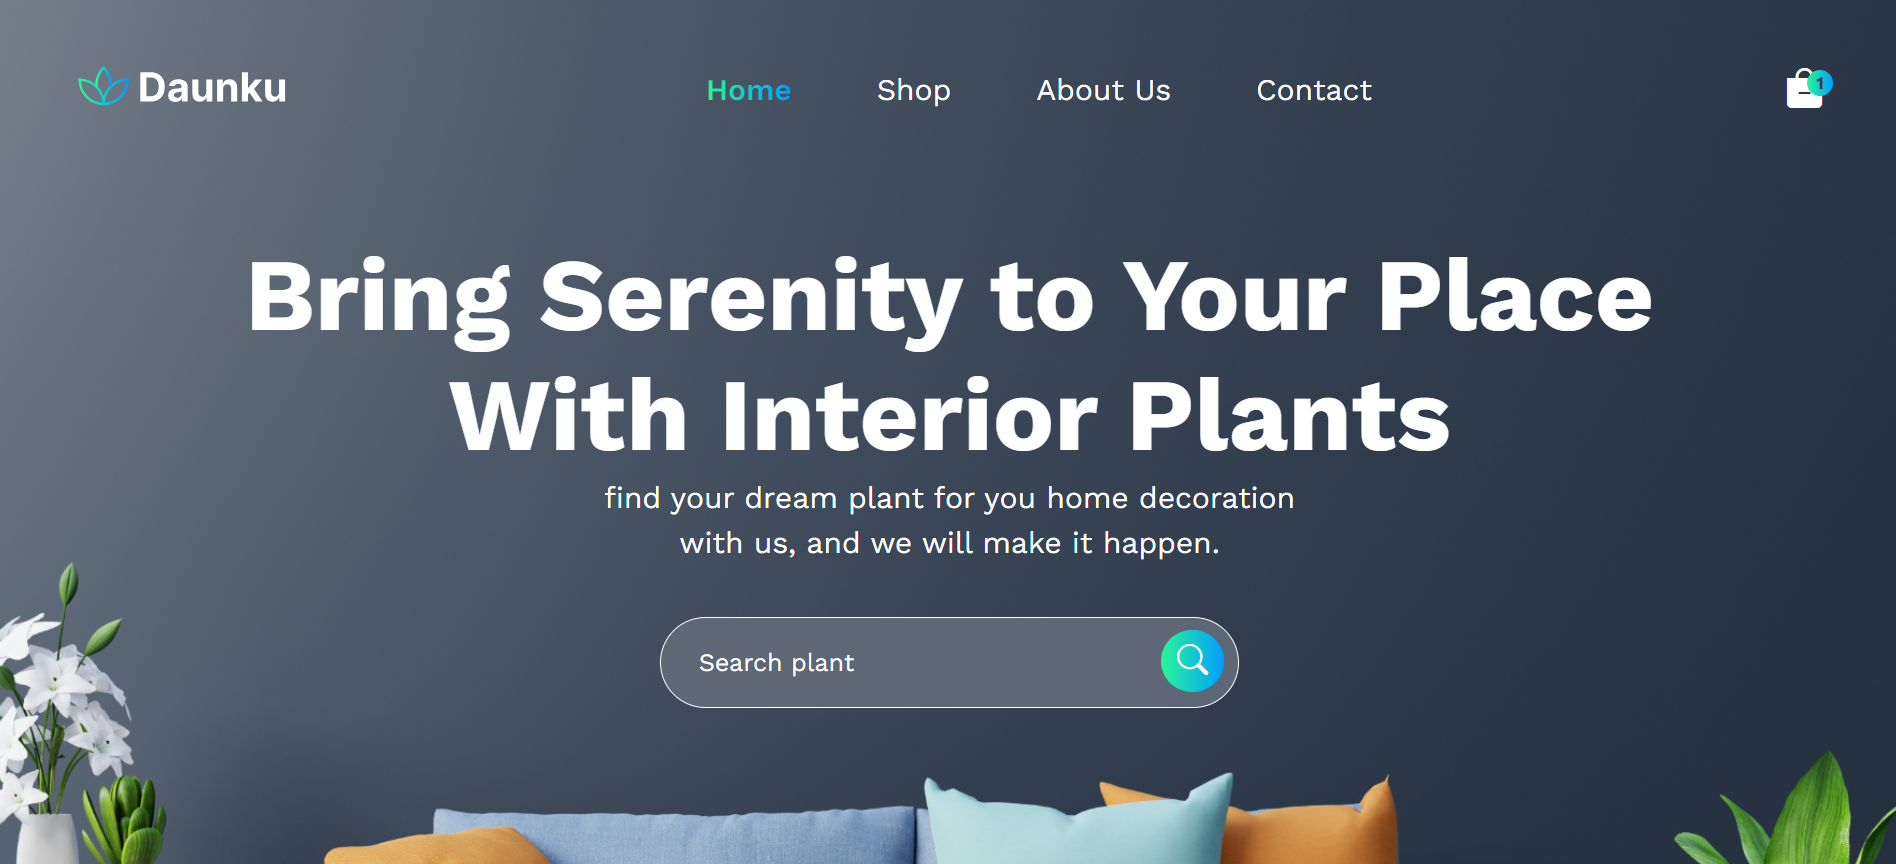 Daunku
Home Shop About Us Contact
1
Bring Serenity to Your Place
With Interior Plants
find your dream plant for you home decoration
with us, and we will make it happen.
Search plant